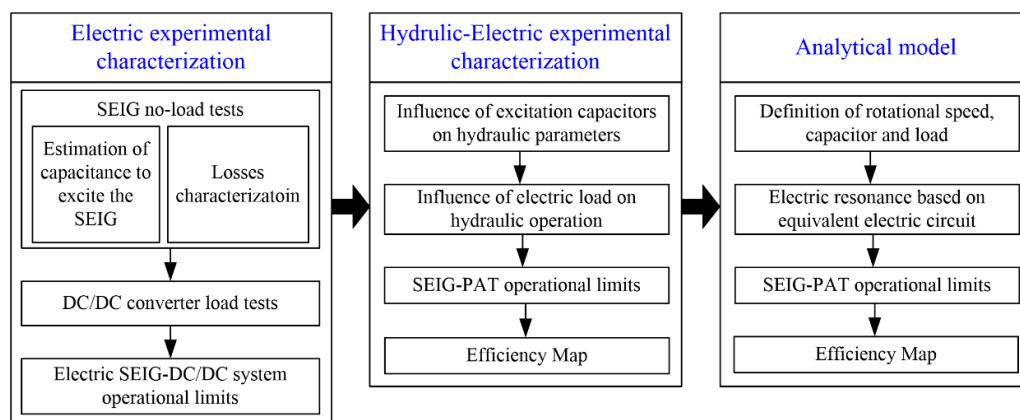 Electric experimental
characterization
SEIG no-load tests
Estimation of
capacitance to
excite the
SEIG
Losses
characterizatoin
DC/DC converter load tests
Electric SEIG-DC/DC system
operational limits
Hydrulic-Electric experimental
characterization
Influence of excitation capacitors
on hydraulic parameters
Influence of electric load on
hydraulic operation
SEIG-PAT operational limits
Efficiency Map
Analytical model
Definition of rotational speed,
capacitor and load
Electric resonance based on
equivalent electric circuit
SEIG-PAT operational limits
Efficiency Map